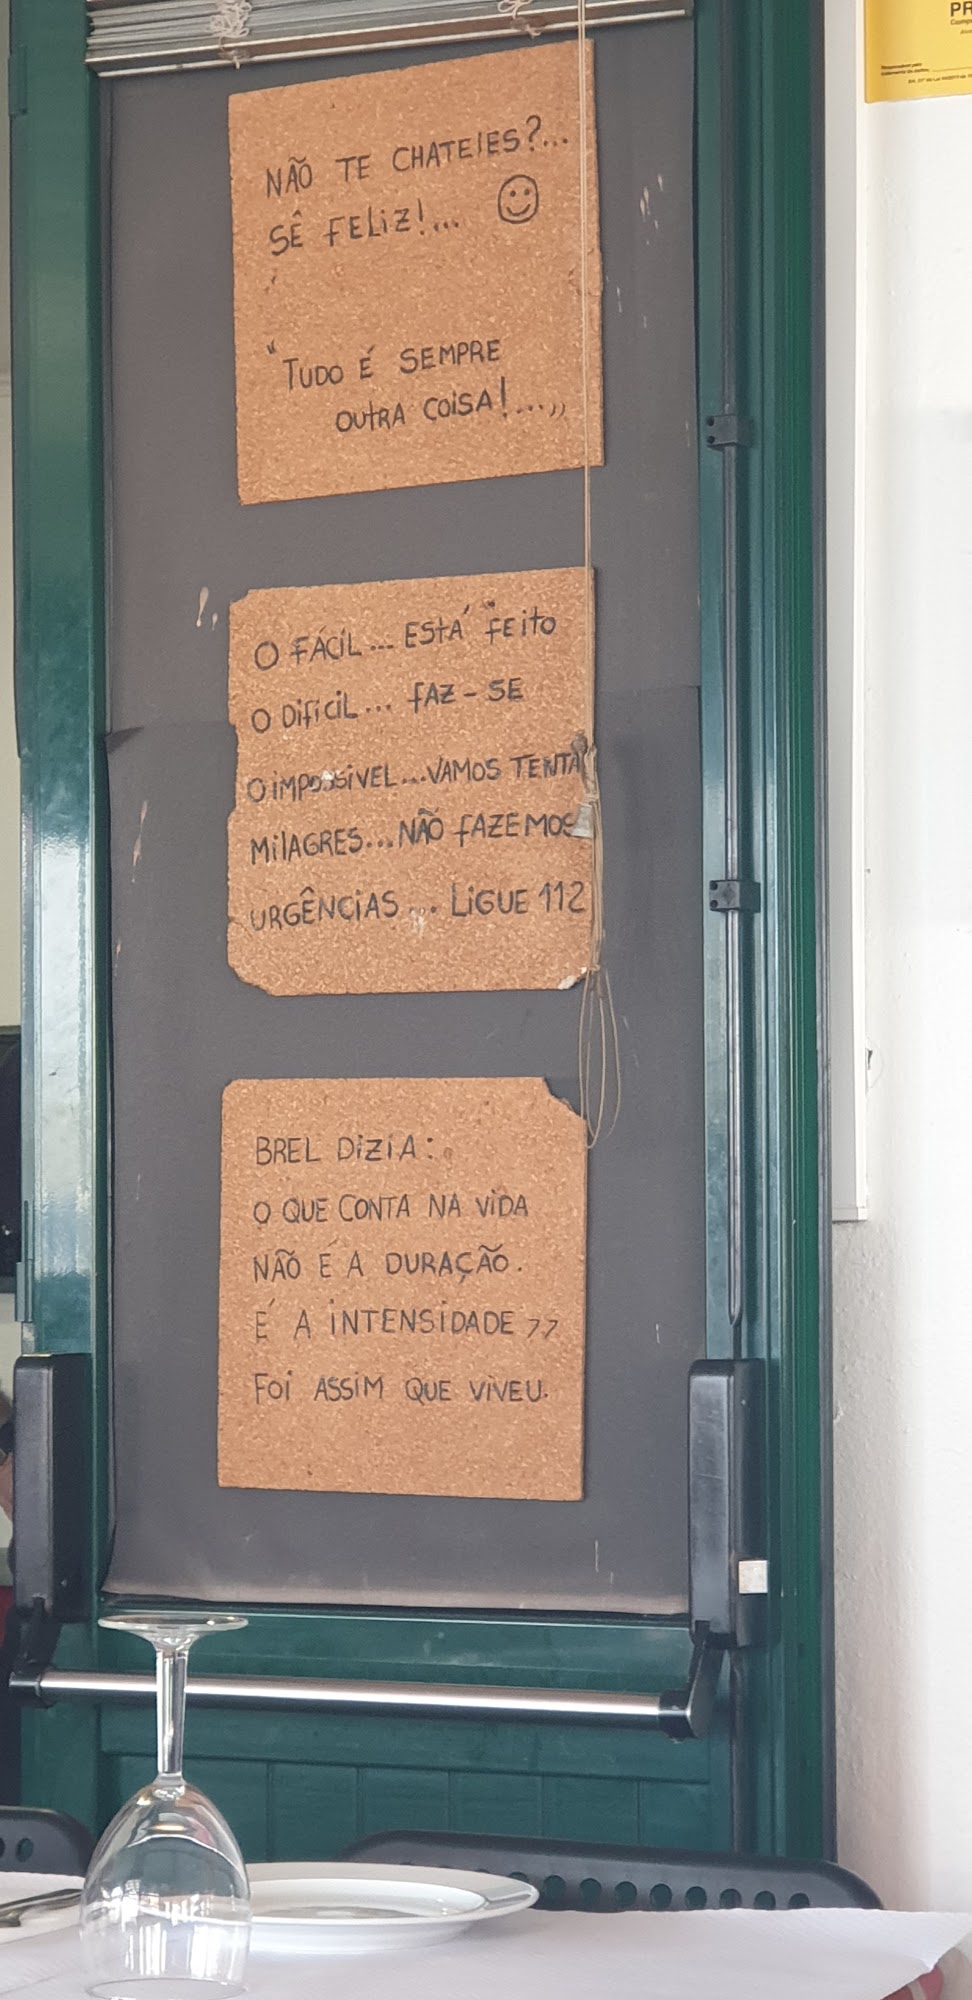 PR
NÃO TE CHATEIES?...
SÊ FELIZ!...
"TUDO É SEMPRE
OUTRA COISA!...,,
O FÁCIL... ESTÁ FEITO
O DIFÍCIL... FAZ-SE
O IMPOSSÍVEL...VAMOS TENTA
MILAGRES...NÃO FAZEMOS
URGÊNCIAS... LIGUE 112
BREL DIZIA:
O QUE CONTA NA VIDA
NÃO É A DURAÇÃO.
É A INTENSIDADE,,
FOI ASSIM QUE VIVEU.